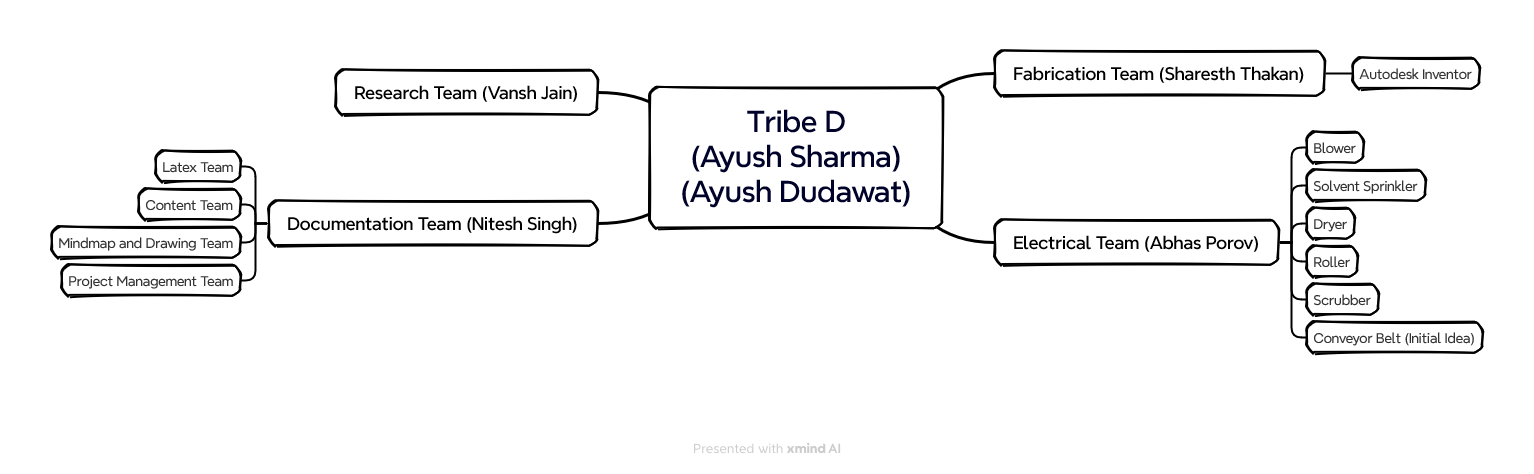 Tribe D
(Ayush Sharma)
(Ayush Dudawat)
Fabrication Team (Sharesth Thakan)
Autodesk Inventor
Electrical Team (Abhas Porov)
Blower
Solvent Sprinkler
Dryer
Roller
Scrubber
Conveyor Belt (Initial Idea)
Research Team (Vansh Jain)
Documentation Team (Nitesh Singh)
Latex Team
Content Team
Mindmap and Drawing Team
Project Management Team
Presented with xmind AI